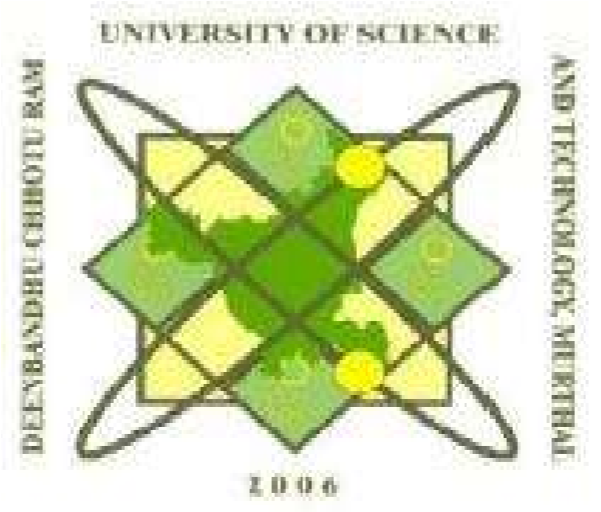 DEENBANDHU CHHOTU RAM
UNIVERSITY OF SCIENCE
AND TECHNOLOGY, MURTHAL
2006